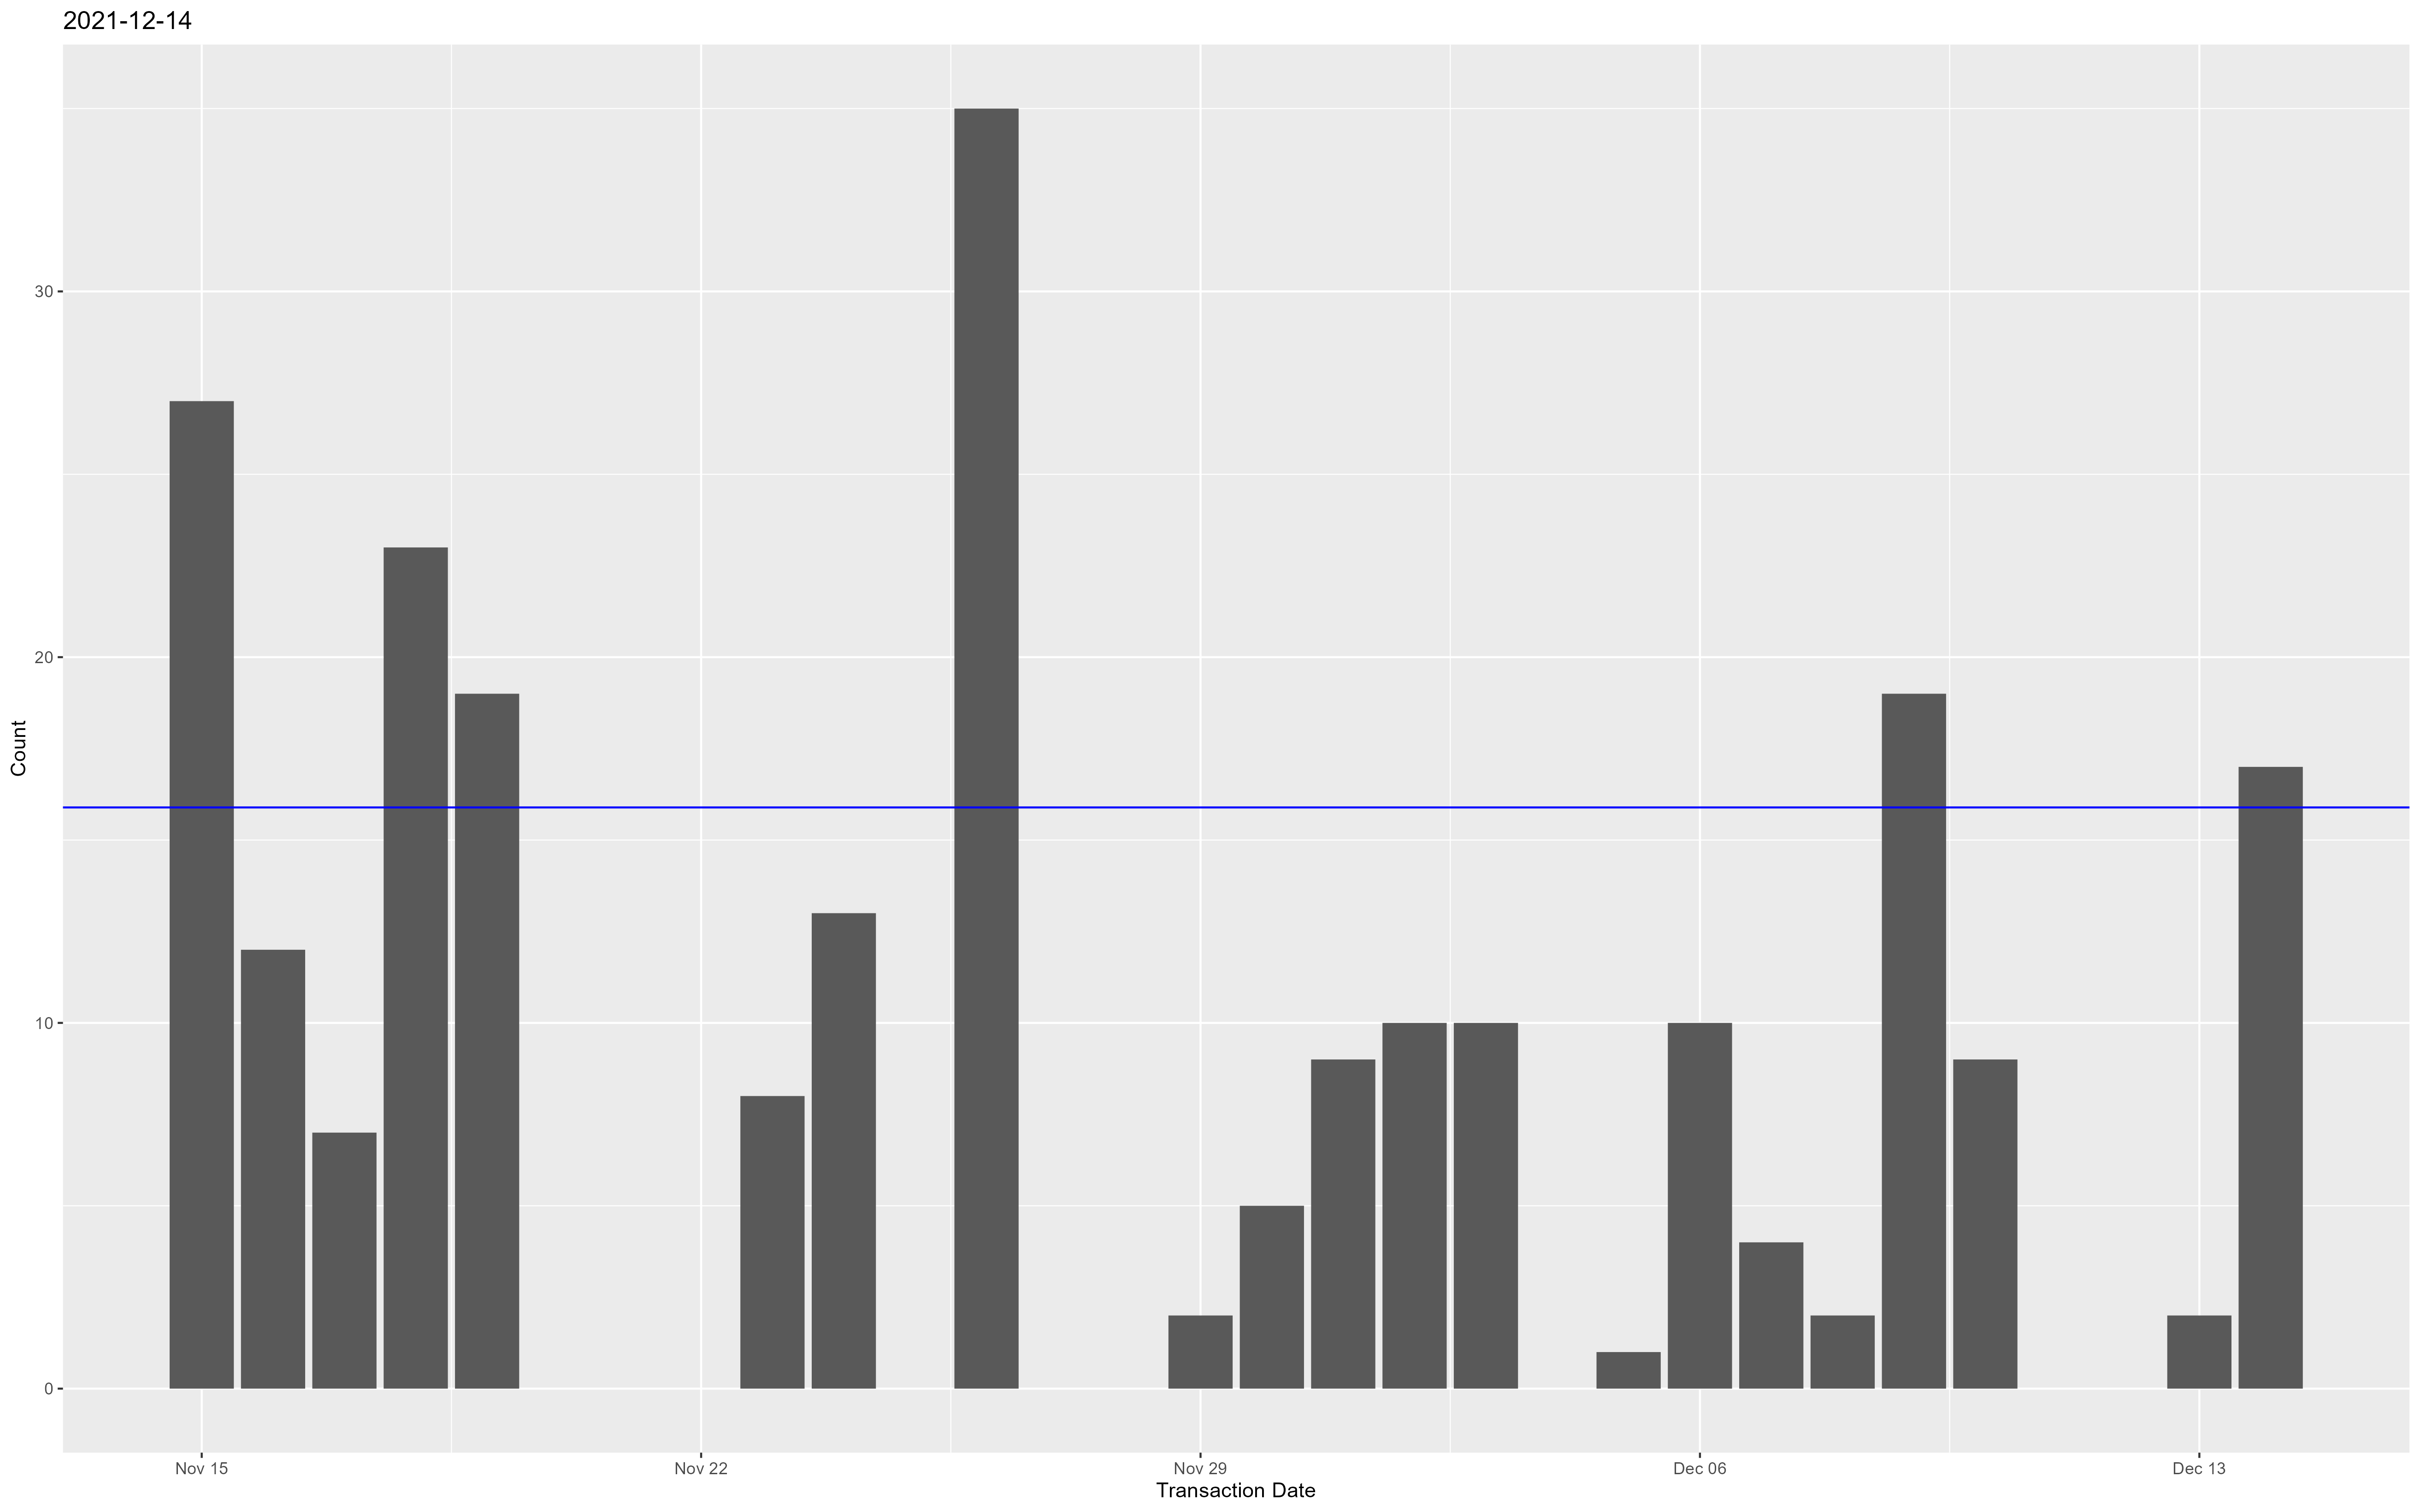 2021-12-14
Count
30
20
10
0
Nov 15
Nov 22
Nov 29
Dec 06
Dec 13
Transaction Date